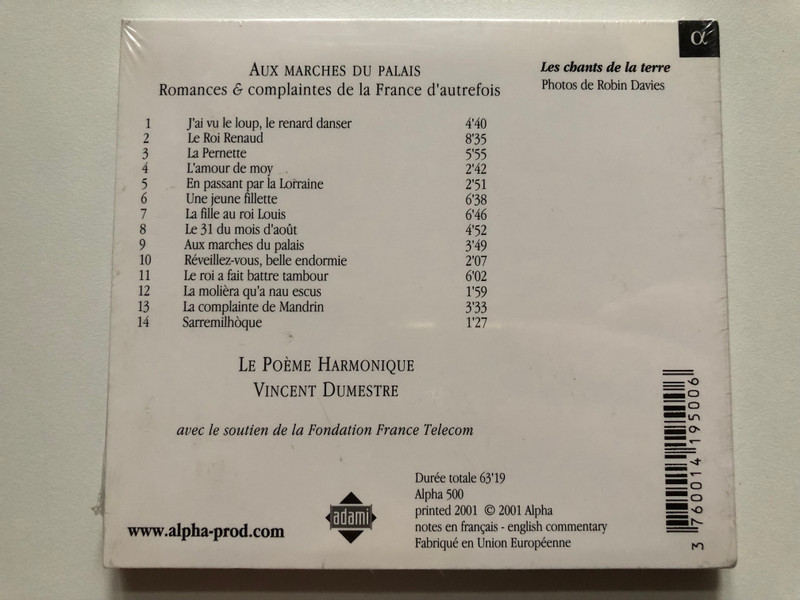 α
AUX MARCHES DU PALAIS
Romances & complaintes de la France d'autrefois
Les chants de la terre
Photos de Robin Davies
1 J'ai vu le loup, le renard danser 4'40
2 Le Roi Renaud 8'35
3 La Pernette 5'55
4 L'amour de moy 2'42
5 En passant par la Lorraine 2'51
6 Une jeune fillette 6'38
7 La fille au roi Louis 6'46
8 Le 31 du mois d'août 4'52
9 Aux marches du palais 3'49
10 Réveillez-vous, belle endormie 2'07
11 Le roi a fait battre tambour 6'02
12 La molièra qu'a nau escus 1'59
13 La complainte de Mandrin 3'33
14 Sarremilhòque 1'27
LE POÈME HARMONIQUE
VINCENT DUMESTRE
avec le soutien de la Fondation France Telecom
www.alpha-prod.com
adami
Durée totale 63'19
Alpha 500
printed 2001 © 2001 Alpha
notes en français - english commentary
Fabriqué en Union Européenne
3 760014 195006